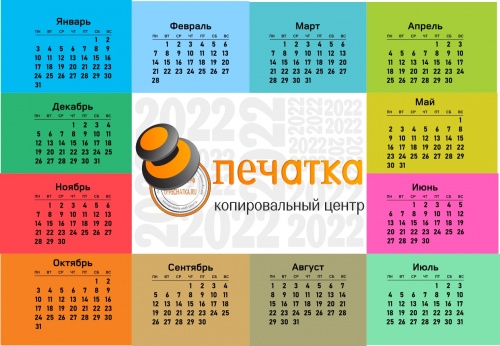 Январь
ПН ВТ СР ЧТ ПТ СБ ВС
1 2
3 4 5 6 7 8 9
10 11 12 13 14 15 16
17 18 19 20 21 22 23
24 25 26 27 28 29 30
31
Февраль
ПН ВТ СР ЧТ ПТ СБ ВС
1 2 3 4 5 6
7 8 9 10 11 12 13
14 15 16 17 18 19 20
21 22 23 24 25 26 27
28
Март
ПН ВТ СР ЧТ ПТ СБ ВС
1 2 3 4 5 6
7 8 9 10 11 12 13
14 15 16 17 18 19 20
21 22 23 24 25 26 27
28 29 30 31
Апрель
ПН ВТ СР ЧТ ПТ СБ ВС
1 2 3
4 5 6 7 8 9 10
11 12 13 14 15 16 17
18 19 20 21 22 23 24
25 26 27 28 29 30
Декабрь
ПН ВТ СР ЧТ ПТ СБ ВС
1 2 3 4
5 6 7 8 9 10 11
12 13 14 15 16 17 18
19 20 21 22 23 24 25
26 27 28 29 30 31
2022 2022 2022
печатка
копировальный центр
2022 2022
Май
ПН ВТ СР ЧТ ПТ СБ ВС
1
2 3 4 5 6 7 8
9 10 11 12 13 14 15
16 17 18 19 20 21 22
23 24 25 26 27 28 29
30 31
Ноябрь
ПН ВТ СР ЧТ ПТ СБ ВС
1 2 3 4 5 6
7 8 9 10 11 12 13
14 15 16 17 18 19 20
21 22 23 24 25 26 27
28 29 30
Июнь
ПН ВТ СР ЧТ ПТ СБ ВС
1 2 3 4 5
6 7 8 9 10 11 12
13 14 15 16 17 18 19
20 21 22 23 24 25 26
27 28 29 30
Октябрь
ПН ВТ СР ЧТ ПТ СБ ВС
1 2
3 4 5 6 7 8 9
10 11 12 13 14 15 16
17 18 19 20 21 22 23
24 25 26 27 28 29 30
31
Сентябрь
ПН ВТ СР ЧТ ПТ СБ ВС
1 2 3 4
5 6 7 8 9 10 11
12 13 14 15 16 17 18
19 20 21 22 23 24 25
26 27 28 29 30
Август
ПН ВТ СР ЧТ ПТ СБ ВС
1 2 3 4 5 6 7
8 9 10 11 12 13 14
15 16 17 18 19 20 21
22 23 24 25 26 27 28
29 30 31
Июль
ПН ВТ СР ЧТ ПТ СБ ВС
1 2 3
4 5 6 7 8 9 10
11 12 13 14 15 16 17
18 19 20 21 22 23 24
25 26 27 28 29 30 31